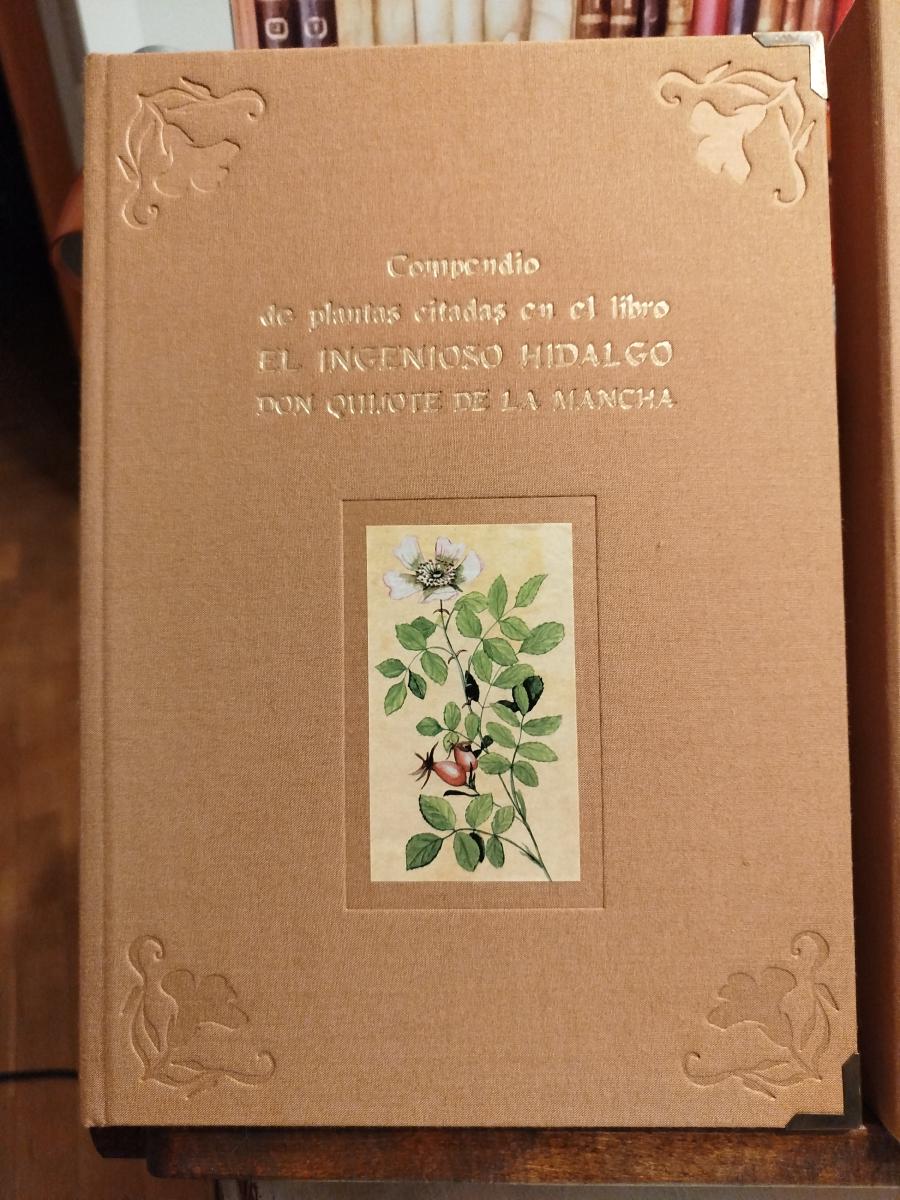 Compendio
de plantas citadas en el libro
EL INGENIOSO HIDALGO
DON QUIJOTE DE LA MANCHA